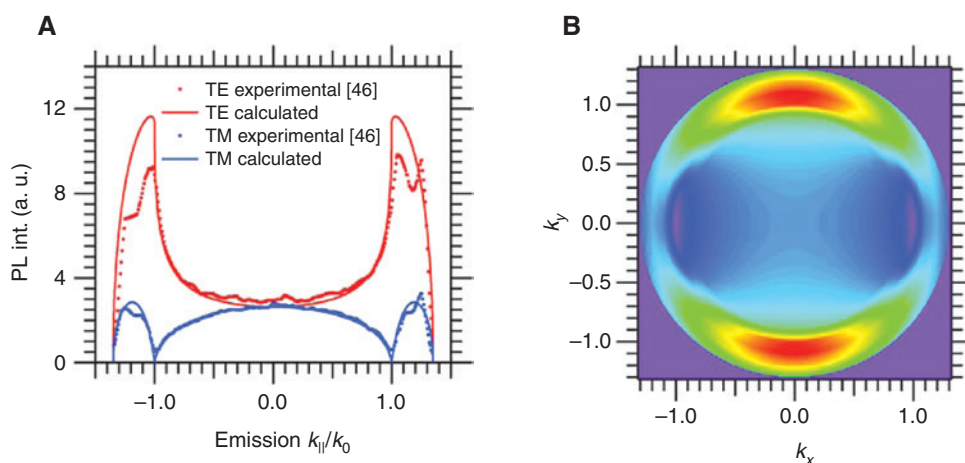 A
TE experimental [46]
TE calculated
TM experimental [46]
TM calculated
PL int. (a. u.)
12
8
4
0
−1.0
0.0
1.0
Emission k||/k0
B
ky
1.0
0.5
0.0
−0.5
−1.0
−1.0
0.0
1.0
kx